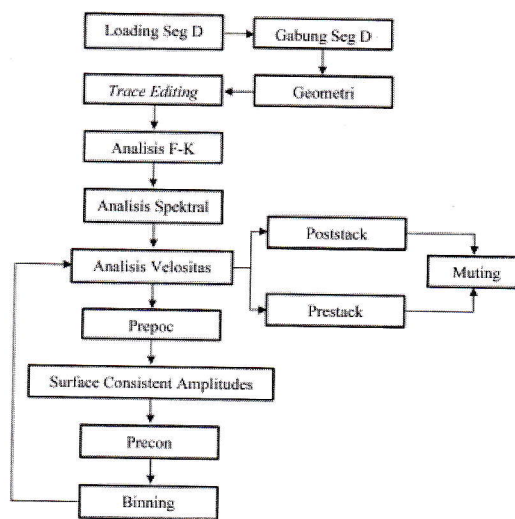 Loading Seg D
Gabung Seg D
Trace Editing
Geometri
Analisis F-K
Analisis Spektral
Poststack
Analisis Velositas
Muting
Prestack
Prepoc
Surface Consistent Amplitudes
Precon
Binning